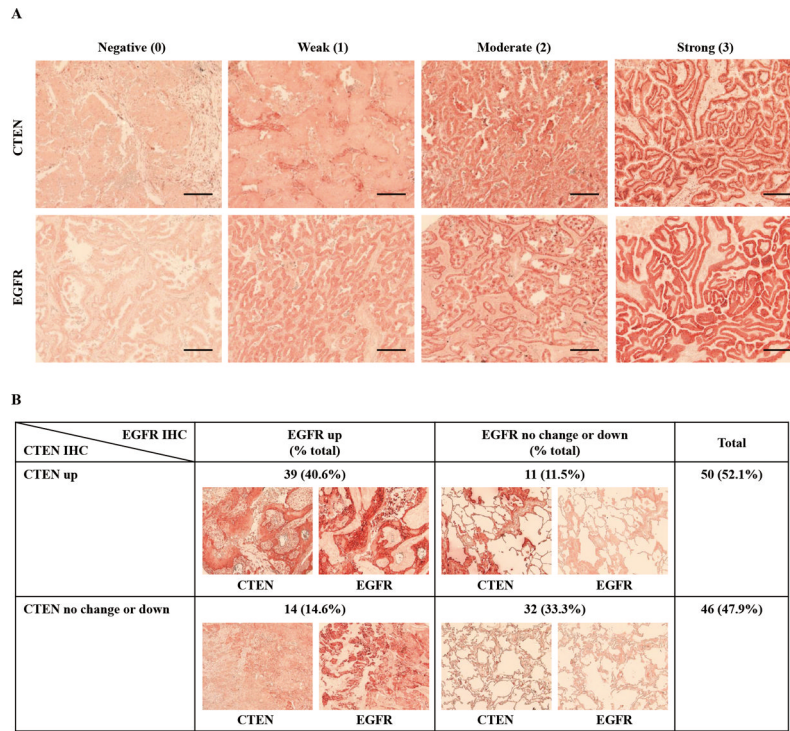 A
Negative (0) Weak (1) Moderate (2) Strong (3)
CTEN
EGFR
B
EGFR IHC
CTEN IHC
EGFR up
(% total)
EGFR no change or down
(% total)
Total
CTEN up
39 (40.6%)
11 (11.5%)
50 (52.1%)
CTEN EGFR CTEN EGFR
CTEN no change or down
14 (14.6%)
32 (33.3%)
46 (47.9%)
CTEN EGFR CTEN EGFR